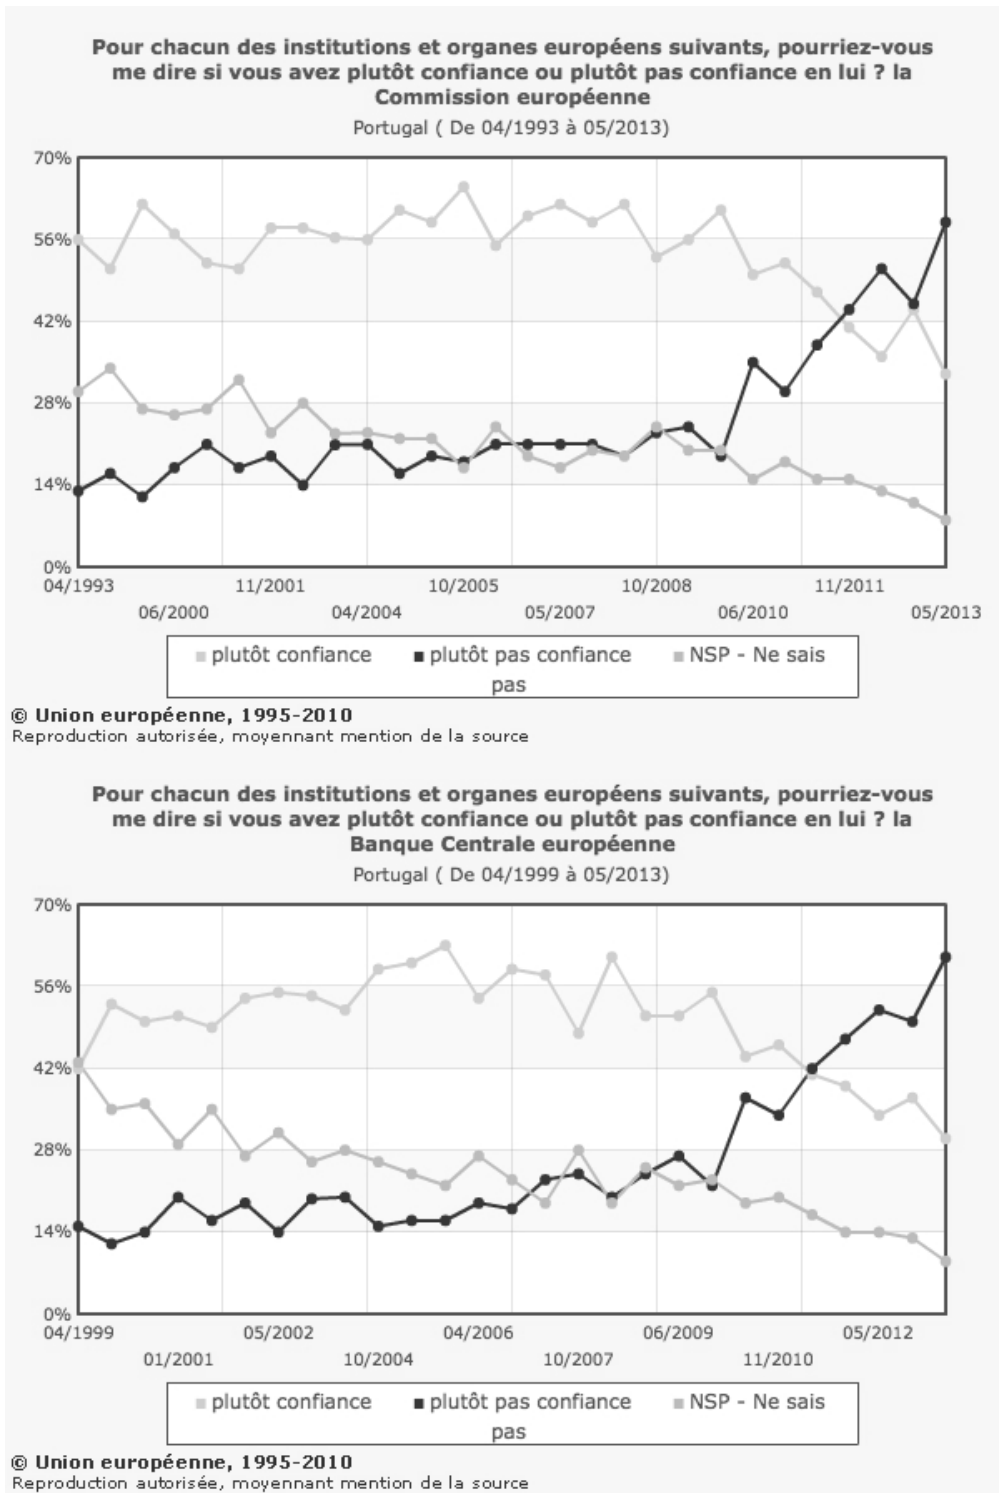 Pour chacun des institutions et organes européens suivants, pourriez-vous
me dire si vous avez plutôt confiance ou plutôt pas confiance en lui ? la
Commission européenne
Portugal ( De 04/1993 à 05/2013)
70%
56%
42%
28%
14%
0%
04/1993 11/2001 10/2005 10/2008 11/2011
06/2000 04/2004 05/2007 06/2010 05/2013
plutôt confiance plutôt pas confiance NSP - Ne sais
pas
© Union européenne, 1995-2010
Reproduction autorisée, moyennant mention de la source
Pour chacun des institutions et organes européens suivants, pourriez-vous
me dire si vous avez plutôt confiance ou plutôt pas confiance en lui ? la
Banque Centrale européenne
Portugal ( De 04/1999 à 05/2013)
70%
56%
42%
28%
14%
0%
04/1999 05/2002 04/2006 06/2009 05/2012
01/2001 10/2004 10/2007 11/2010
plutôt confiance plutôt pas confiance NSP - Ne sais
pas
© Union européenne, 1995-2010
Reproduction autorisée, moyennant mention de la source